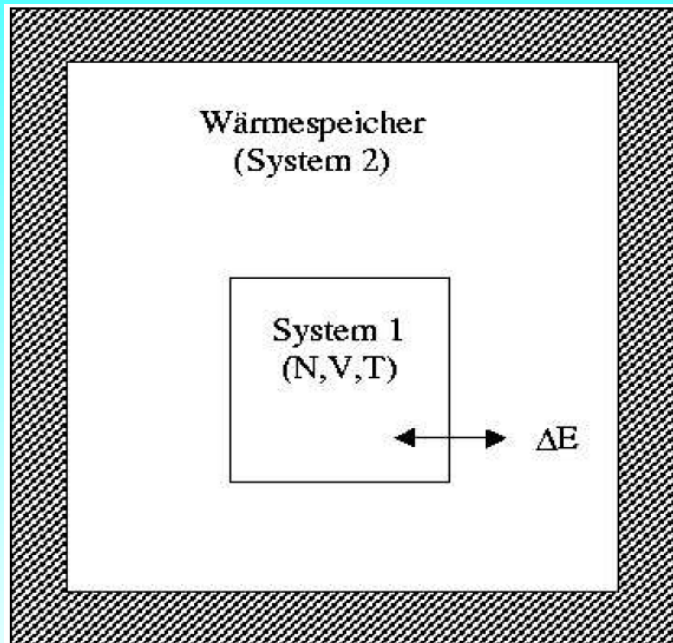 Wärmespeicher
(System 2)
System 1
(N,V,T)
ΔE